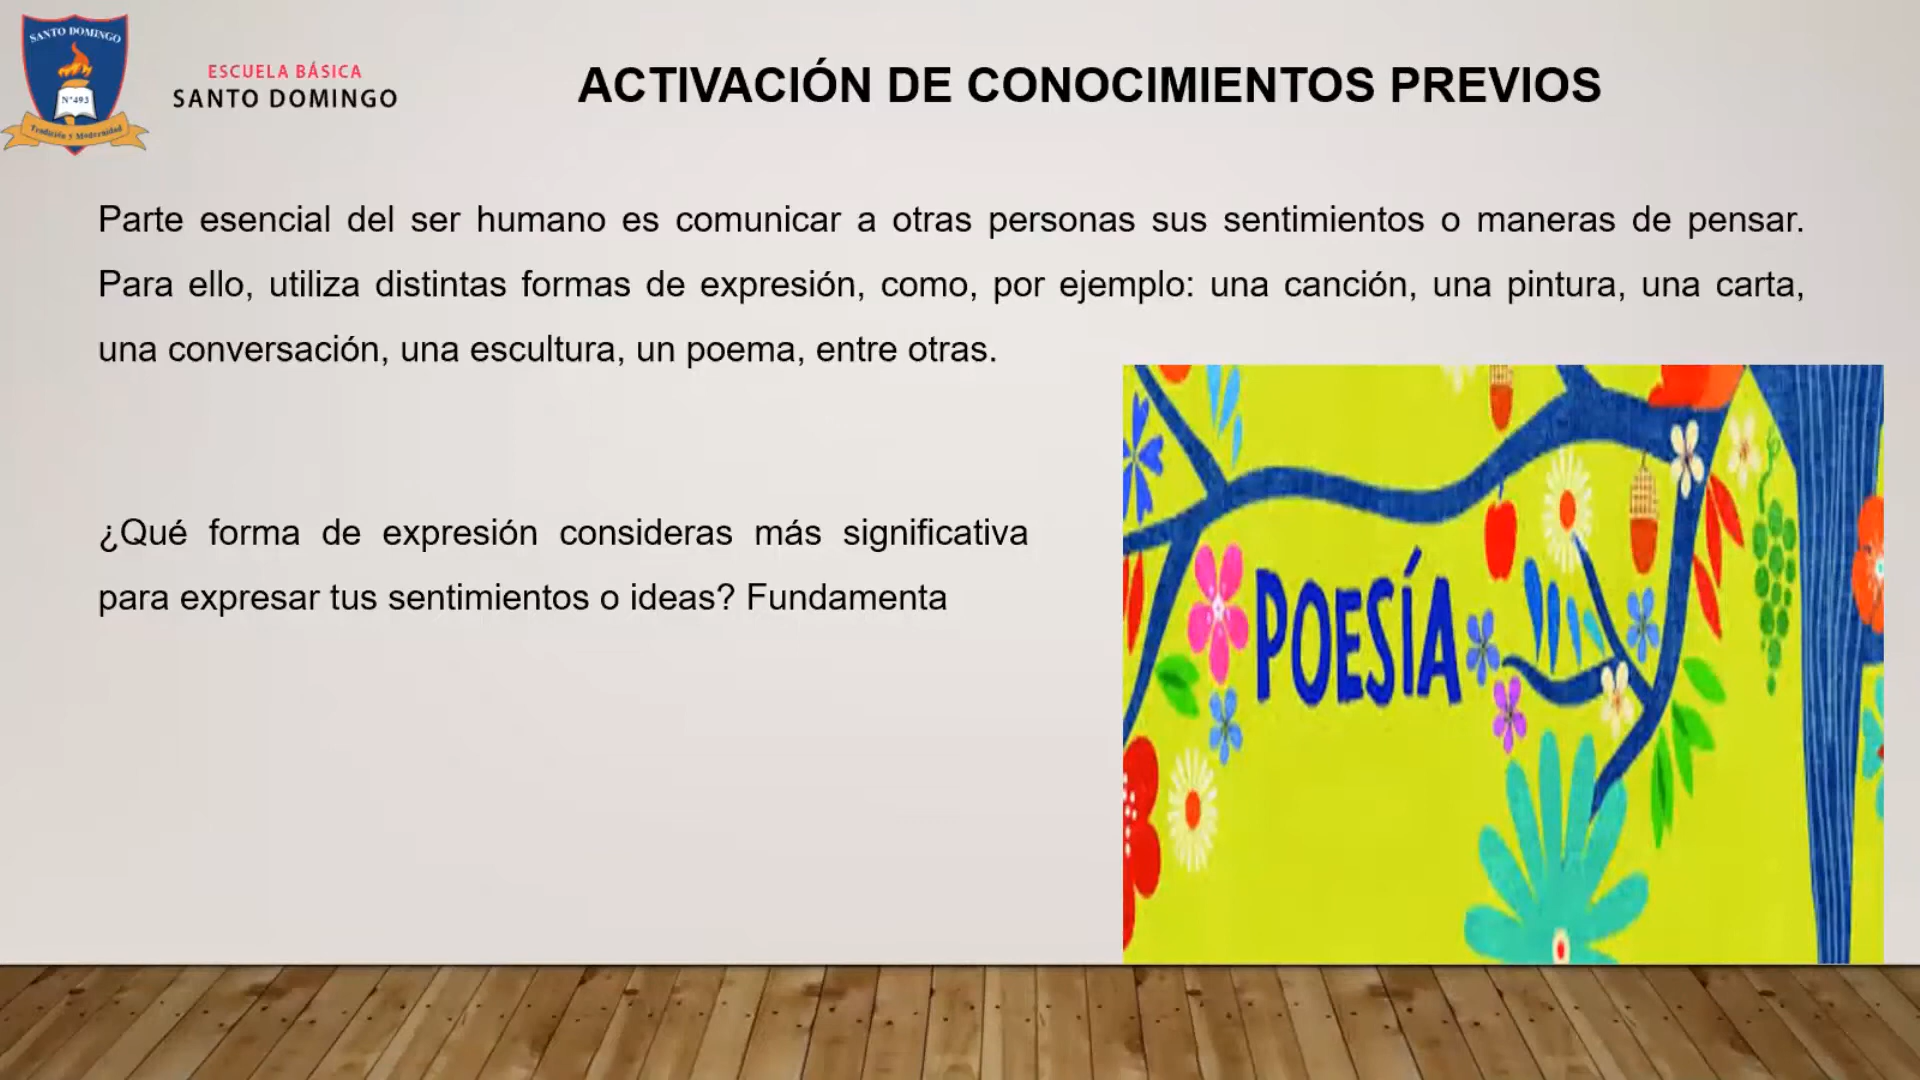 SANTO DOMINGO
N°493
Tradición y Modernidad
ESCUELA BÁSICA
SANTO DOMINGO
ACTIVACIÓN DE CONOCIMIENTOS PREVIOS
Parte esencial del ser humano es comunicar a otras personas sus sentimientos o maneras de pensar.
Para ello, utiliza distintas formas de expresión, como, por ejemplo: una canción, una pintura, una carta,
una conversación, una escultura, un poema, entre otras.
¿Qué forma de expresión consideras más significativa
para expresar tus sentimientos o ideas? Fundamenta
POESÍA